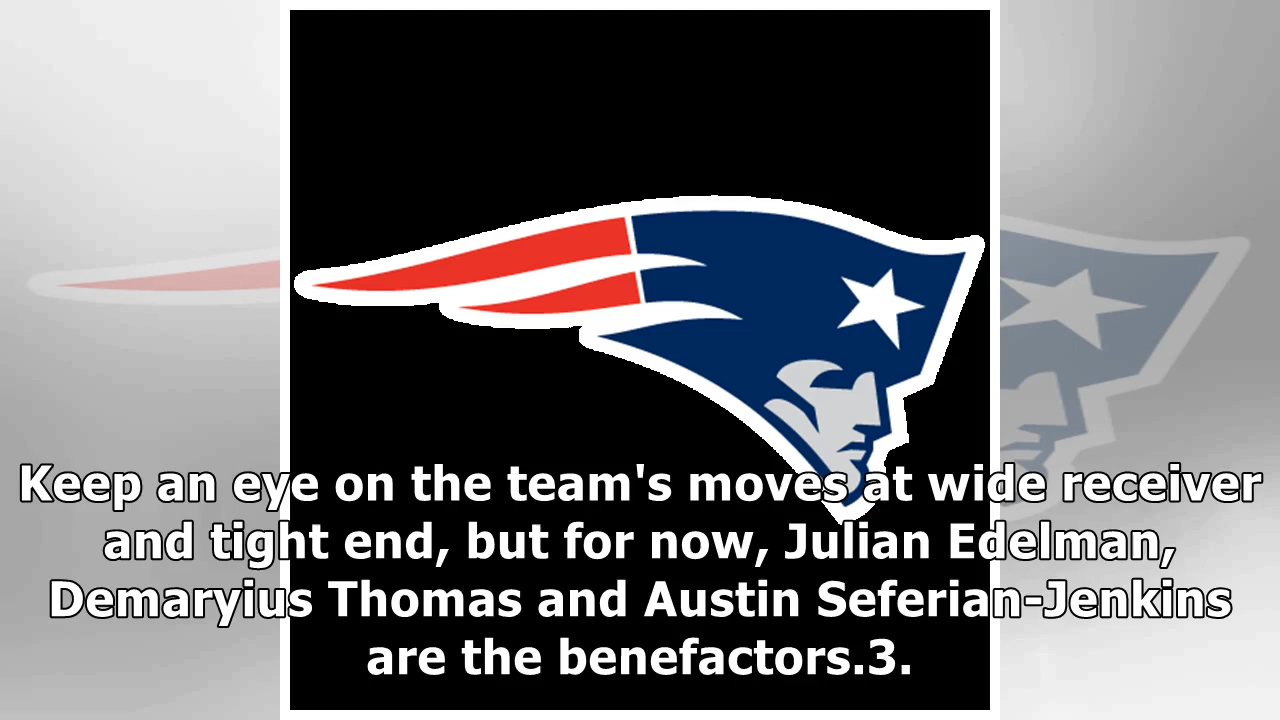 Keep an eye on the team's moves at wide receiver
and tight end, but for now, Julian Edelman,
Demaryius Thomas and Austin Seferian-Jenkins
are the benefactors.3.